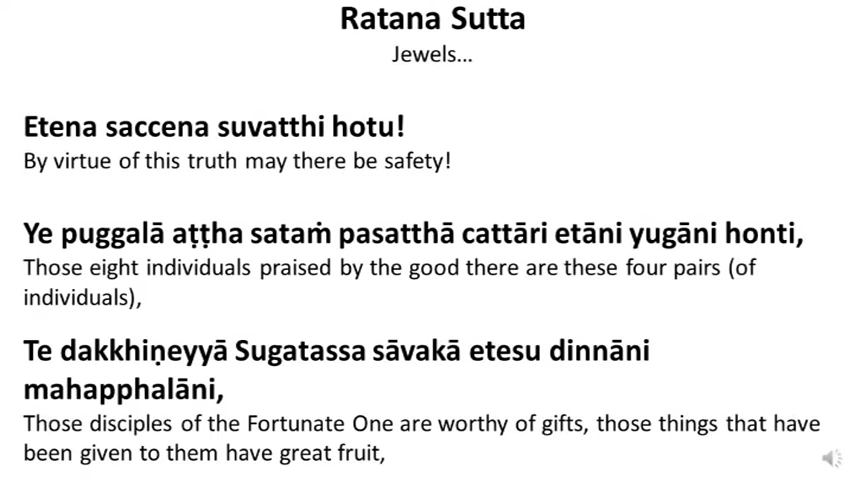 Ratana Sutta
Jewels...
Etena saccena suvatthi hotu!
By virtue of this truth may there be safety!
Ye puggalā aṭṭha sataṁ pasatthā cattāri etāni yugāni honti,
Those eight individuals praised by the good there are these four pairs (of
individuals),
Te dakkhiṇeyyā Sugatassa sāvakā etesu dinnāni
mahapphalāni,
Those disciples of the Fortunate One are worthy of gifts, those things that have
been given to them have great fruit,